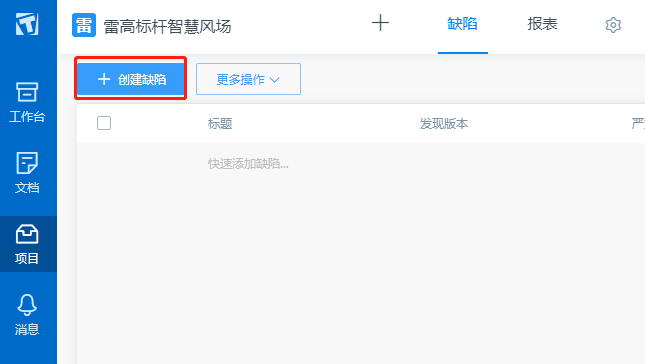 雷 雷高标杆智慧风场 缺陷 报表
创建缺陷 更多操作
标题 发现版本
快速添加缺陷...
工作台
文档
项目
消息